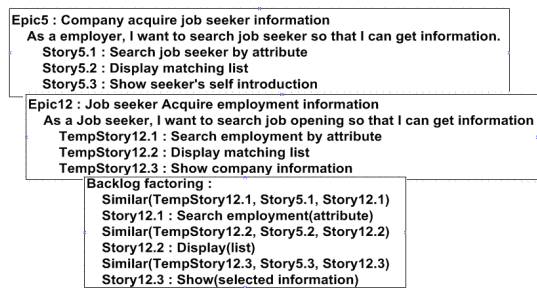 Epic5 : Company acquire job seeker information
As a employer, I want to search job seeker so that I can get information.
Story5.1 : Search job seeker by attribute
Story5.2 : Display matching list
Story5.3 : Show seeker's self introduction
Epic12 : Job seeker Acquire employment information
As a Job seeker, I want to search job opening so that I can get information
TempStory12.1 : Search employment by attribute
TempStory12.2 : Display matching list
TempStory12.3 : Show company information
Backlog factoring :
Similar(TempStory12.1, Story5.1, Story12.1)
Story12.1 : Search employment(attribute)
Similar(TempStory12.2, Story5.2, Story12.2)
Story12.2 : Display(list)
Similar(TempStory12.3, Story5.3, Story12.3)
Story12.3 : Show(selected information)